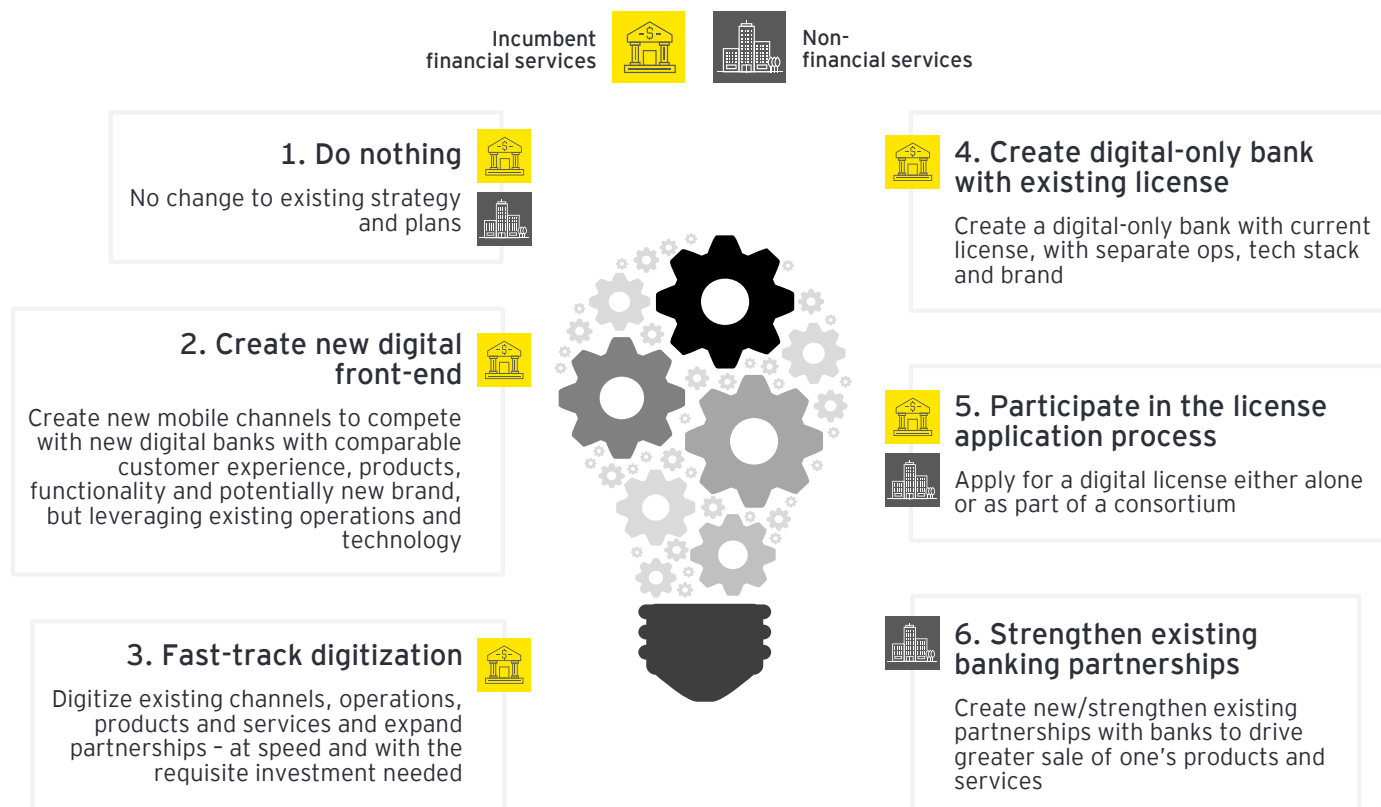 Incumbent
financial services
Non-
financial services
1. Do nothing
No change to existing strategy
and plans
2. Create new digital
front-end
Create new mobile channels to compete
with new digital banks with comparable
customer experience, products,
functionality and potentially new brand,
but leveraging existing operations and
technology
3. Fast-track digitization
Digitize existing channels, operations,
products and services and expand
partnerships – at speed and with the
requisite investment needed
4. Create digital-only bank
with existing license
Create a digital-only bank with current
license, with separate ops, tech stack
and brand
5. Participate in the license
application process
Apply for a digital license either alone
or as part of a consortium
6. Strengthen existing
banking partnerships
Create new/strengthen existing
partnerships with banks to drive
greater sale of one’s products and
services